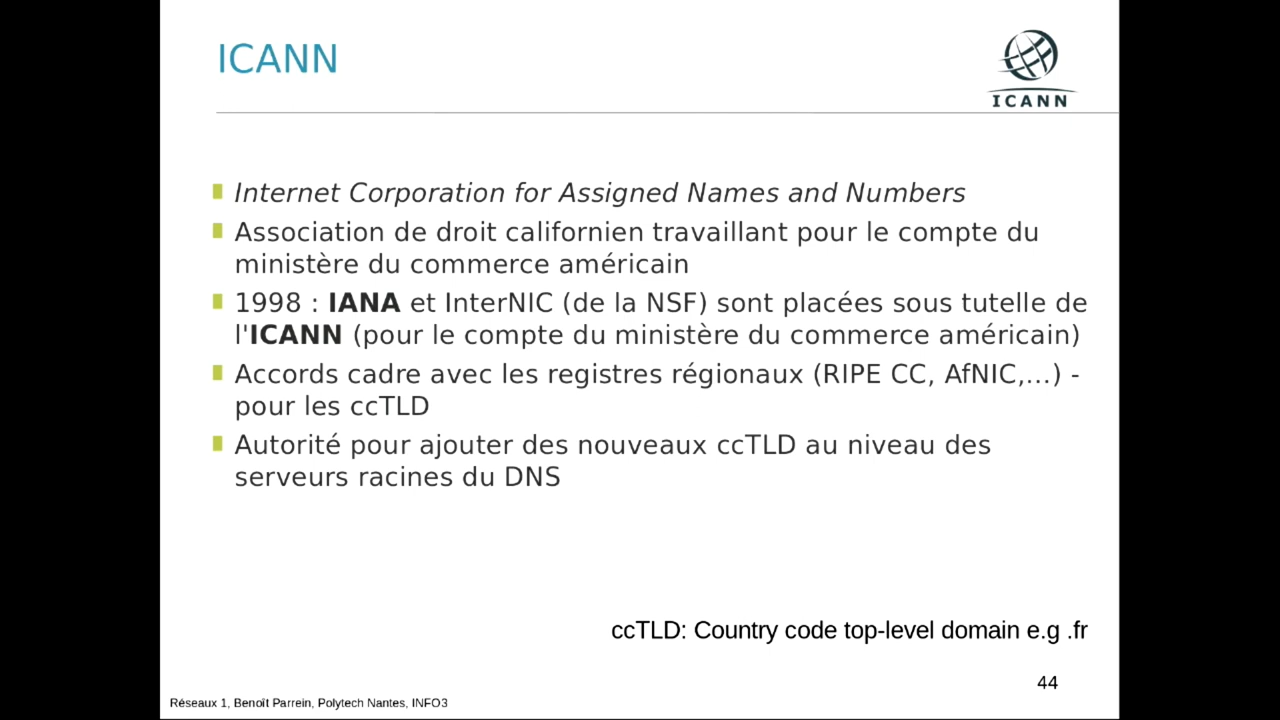 ICANN
ICANN
Internet Corporation for Assigned Names and Numbers
Association de droit californien travaillant pour le compte du
ministère du commerce américain
1998 : IANA et InterNIC (de la NSF) sont placées sous tutelle de
l'ICANN (pour le compte du ministère du commerce américain)
Accords cadre avec les registres régionaux (RIPE CC, AfNIC,...) -
pour les ccTLD
Autorité pour ajouter des nouveaux ccTLD au niveau des
serveurs racines du DNS
ccTLD: Country code top-level domain e.g .fr
44
Réseaux 1, Benoît Parrein, Polytech Nantes, INFO3